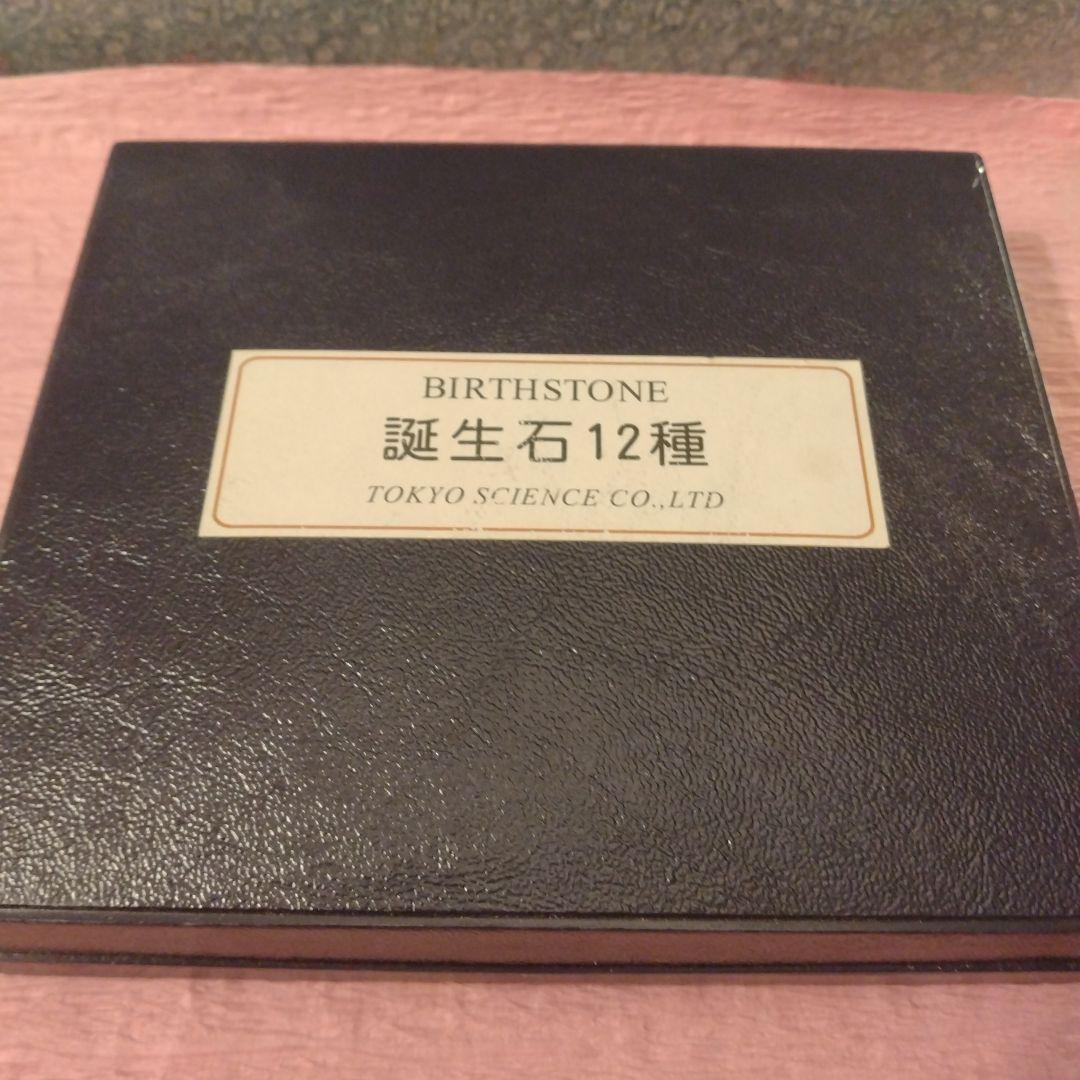 BIRTHSTONE
誕生石12種
TOKYO SCIENCE CO.,LTD